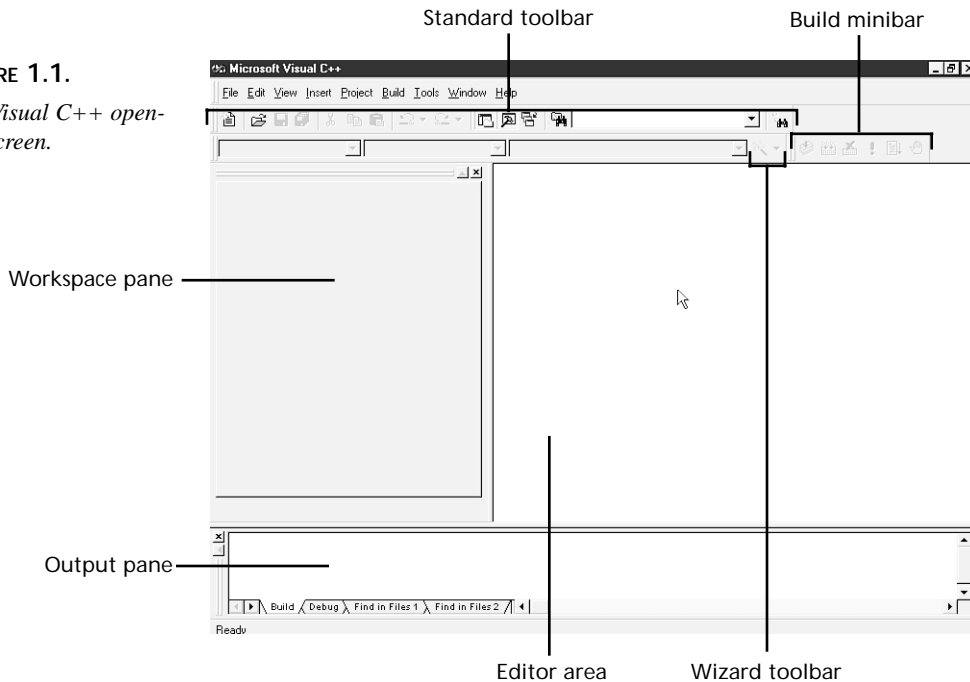 Standard toolbar
Build minibar
RE 1.1.
Visual C++ open-
creen.
Microsoft Visual C++
File Edit View Insert Project Build Tools Window Help
Workspace pane
Output pane
Build Debug Find in Files 1 Find in Files 2
Ready
Editor area
Wizard toolbar